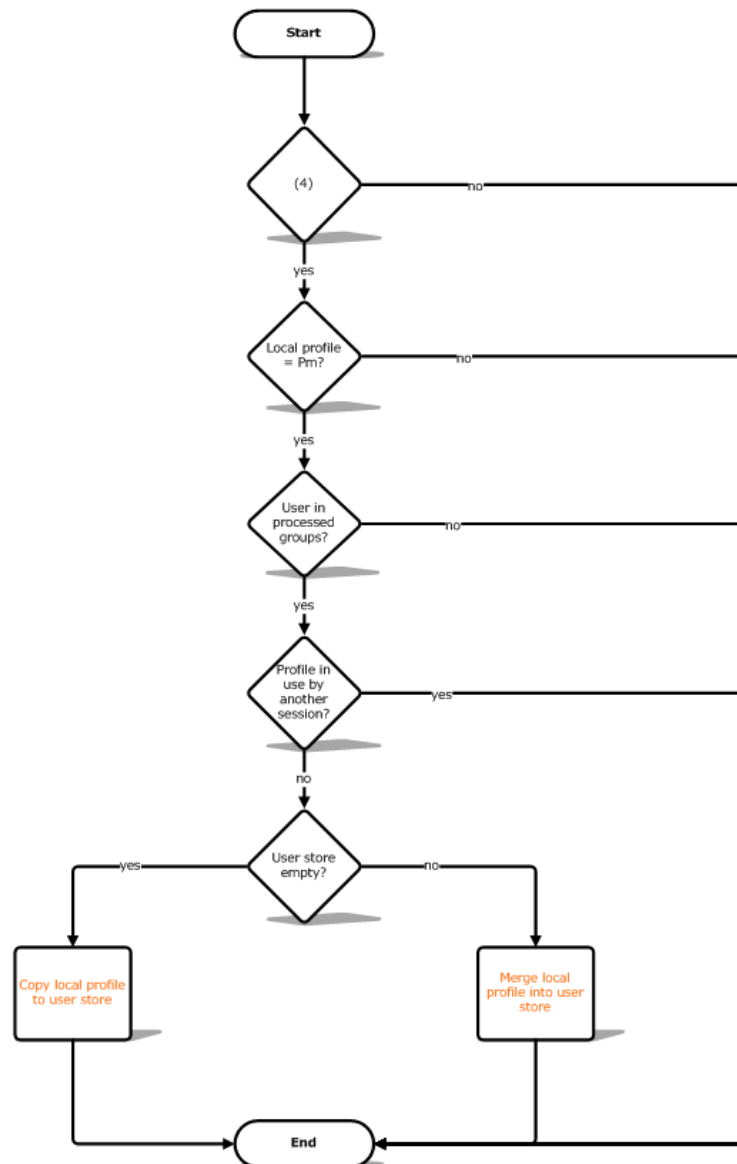 Start
(4)
no
yes
Local profile
= Pm?
no
yes
User in
processed
groups?
no
yes
Profile in
use by
another
session?
yes
no
User store
empty?
yes
no
Copy local profile
to user store
Merge local
profile into user
store
End